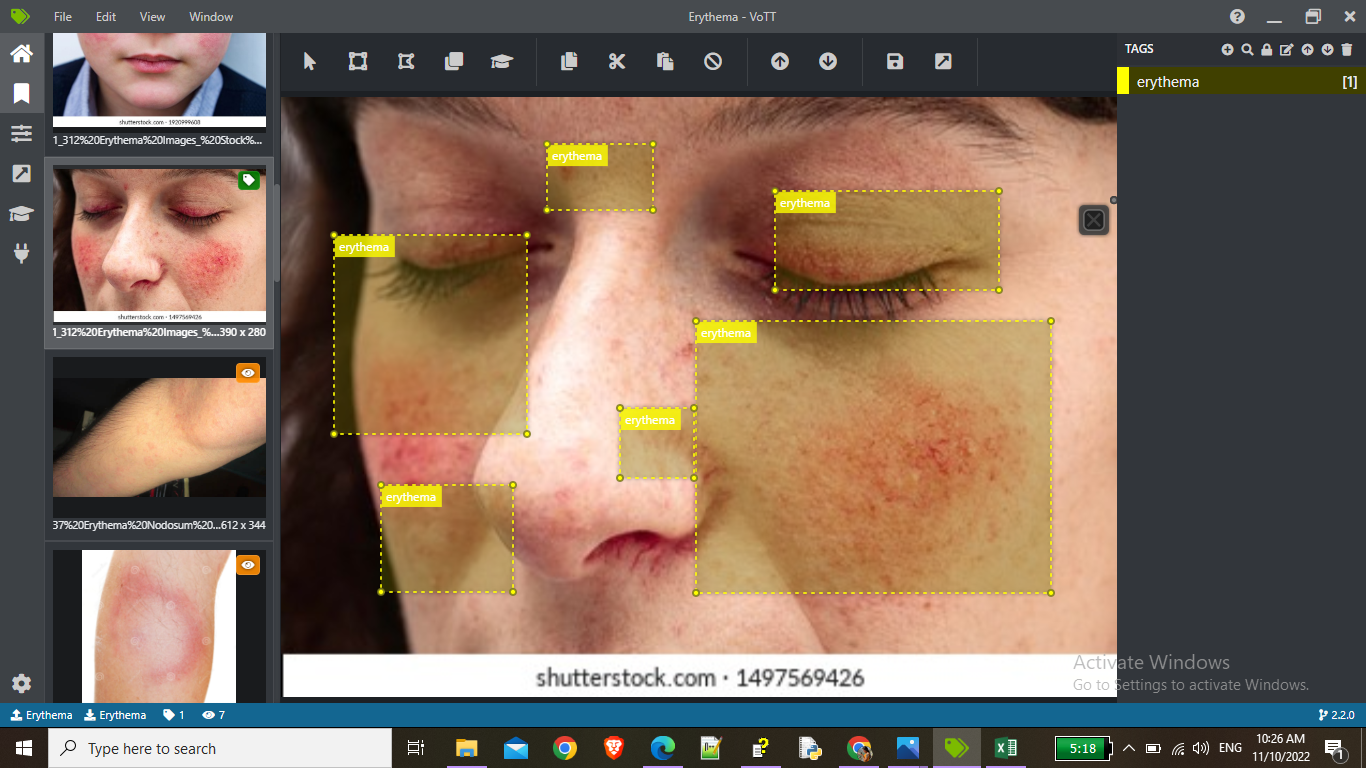 File Edit View Window
Erythema - VoTT
TAGS
erythema [1]
shutterstock.com · 1920999608
1_312%20Erythema%20Images_%20Stock%...
shutterstock.com · 1497569426
1_312%20Erythema%20Images_%...390 x 280
37%20Erythema%20Nodosum%20...612 x 344
erythema
erythema
erythema
erythema
erythema
erythema
shutterstock.com · 1497569426
Activate Windows
Go to Settings to activate Windows.
Erythema Erythema 1 7
2.2.0
Type here to search
5:18
ENG
10:26 AM
11/10/2022
1